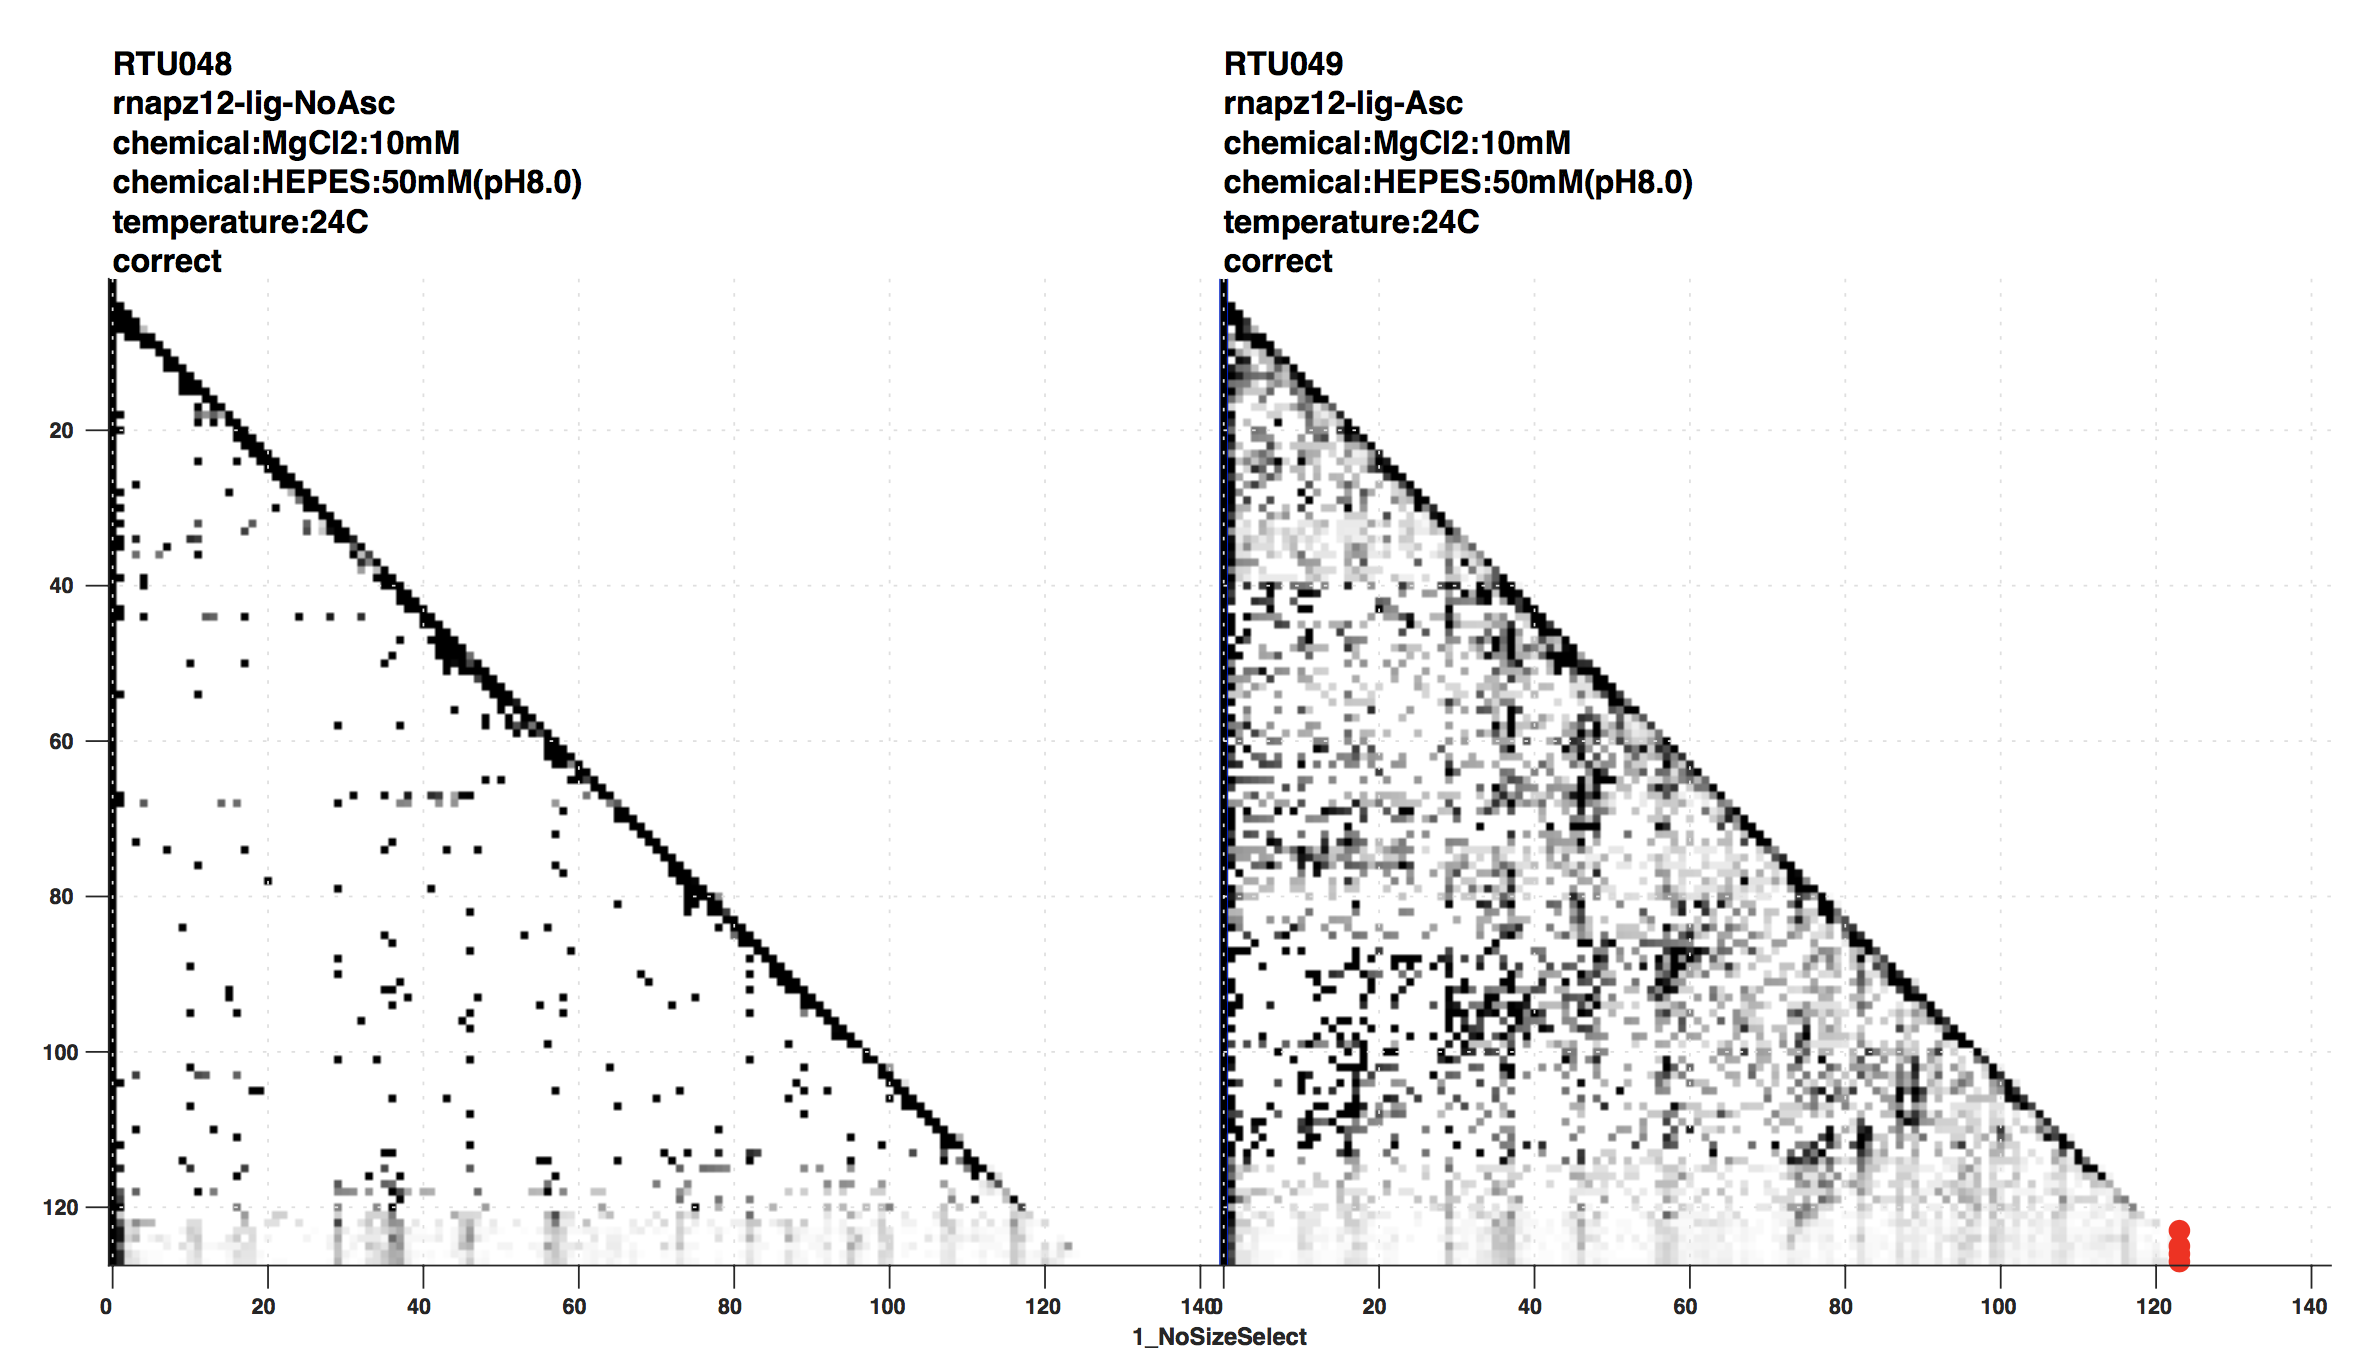 RTU048
rnapz12-lig-NoAsc
chemical:MgCl2:10mM
chemical:HEPES:50mM(pH8.0)
temperature:24C
correct
RTU049
rnapz12-lig-Asc
chemical:MgCl2:10mM
chemical:HEPES:50mM(pH8.0)
temperature:24C
correct
20
40
60
80
100
120
0 20 40 60 80 100 120 140
0 20 40 60 80 100 120 140
1_NoSizeSelect